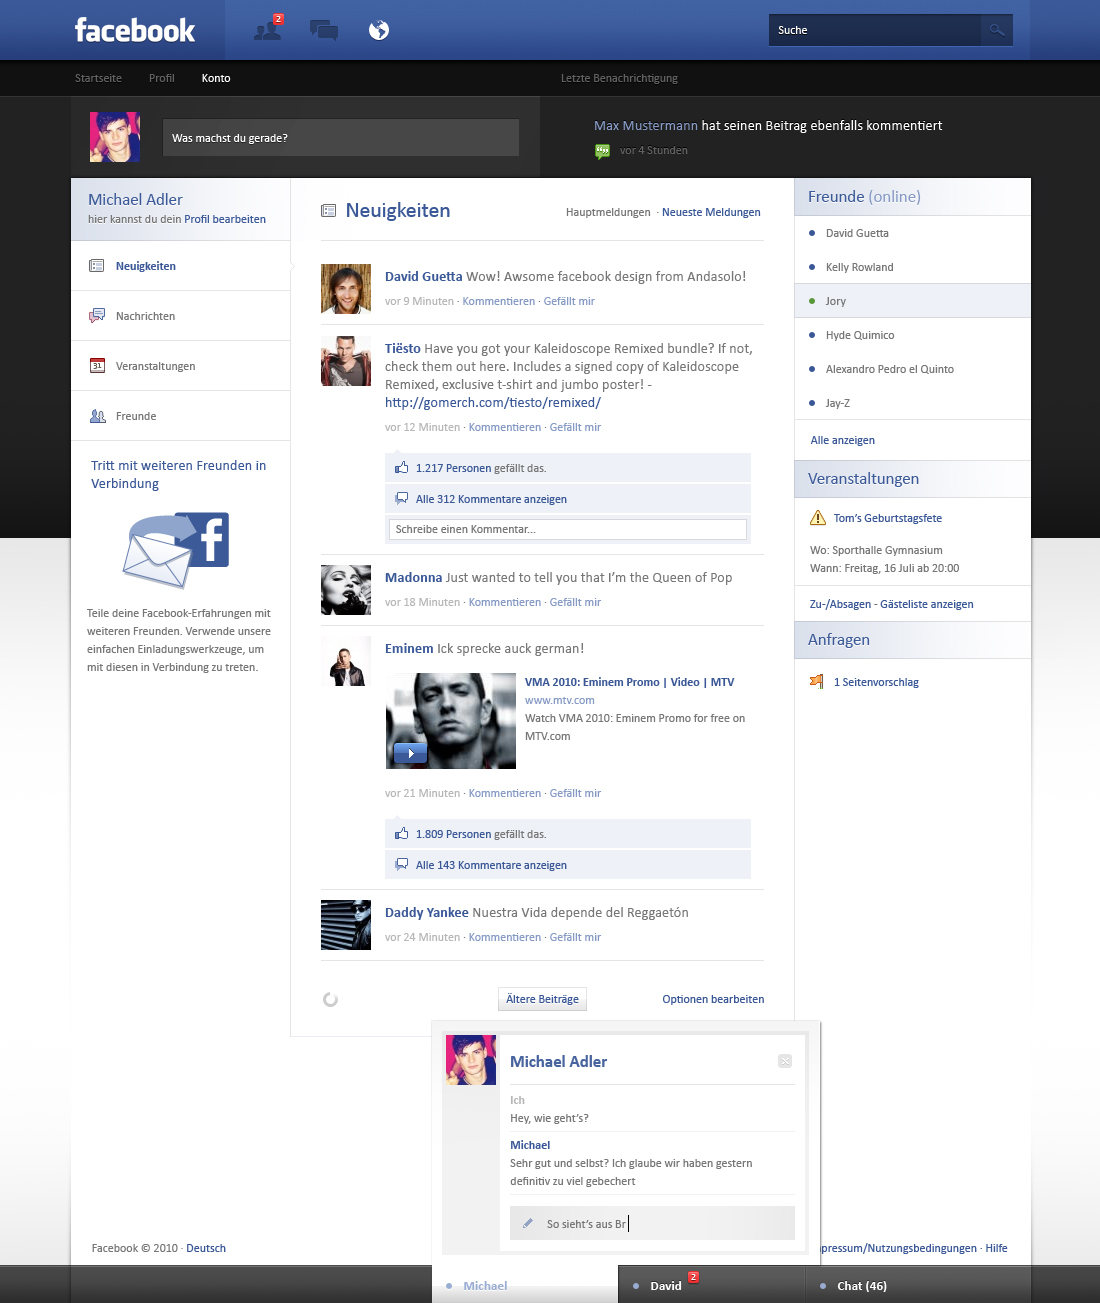 facebook
2
Suche
Startseite
Profil
Konto
Letzte Benachrichtigung
Was machst du gerade?
Max Mustermann hat seinen Beitrag ebenfalls kommentiert
vor 4 Stunden
Michael Adler
hier kannst du dein Profil bearbeiten
Neuigkeiten
Nachrichten
31
Veranstaltungen
Freunde
Tritt mit weiteren Freunden in
Verbindung
f
Teile deine Facebook-Erfahrungen mit
weiteren Freunden. Verwende unsere
einfachen Einladungswerkzeuge, um
mit diesen in Verbindung zu treten.
Neuigkeiten
Hauptmeldungen · Neueste Meldungen
David Guetta Wow! Awsome facebook design from Andasolo!
vor 9 Minuten · Kommentieren · Gefällt mir
Tiësto Have you got your Kaleidoscope Remixed bundle? If not,
check them out here. Includes a signed copy of Kaleidoscope
Remixed, exclusive t-shirt and jumbo poster! -
http://gomerch.com/tiesto/remixed/
vor 12 Minuten · Kommentieren · Gefällt mir
1.217 Personen gefällt das.
Alle 312 Kommentare anzeigen
Schreibe einen Kommentar...
Madonna Just wanted to tell you that I'm the Queen of Pop
vor 18 Minuten · Kommentieren · Gefällt mir
Eminem Ick sprecke auck german!
VMA 2010: Eminem Promo | Video | MTV
www.mtv.com
Watch VMA 2010: Eminem Promo for free on
MTV.com
vor 21 Minuten · Kommentieren · Gefällt mir
1.809 Personen gefällt das.
Alle 143 Kommentare anzeigen
Daddy Yankee Nuestra Vida depende del Reggaetón
vor 24 Minuten · Kommentieren · Gefällt mir
Ältere Beiträge
Optionen bearbeiten
Freunde (online)
David Guetta
Kelly Rowland
Jory
Hyde Quimico
Alexandro Pedro el Quinto
Jay-Z
Alle anzeigen
Veranstaltungen
Tom's Geburtstagsfete
Wo: Sporthalle Gymnasium
Wann: Freitag, 16 Juli ab 20:00
Zu-/Absagen - Gästeliste anzeigen
Anfragen
1 Seitenvorschlag
Michael Adler
Ich
Hey, wie geht's?
Michael
Sehr gut und selbst? Ich glaube wir haben gestern
definitiv zu viel gebechert
So sieht's aus Br
Facebook © 2010 · Deutsch
pressum/Nutzungsbedingungen · Hilfe
Michael
David
2
Chat (46)